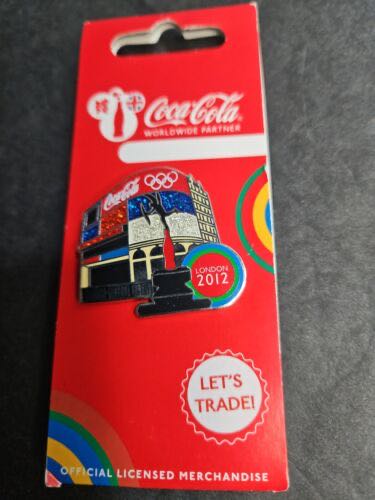 Coca-Cola
WORLDWIDE PARTNER
Coca-Cola
LONDON
2012
LET'S
TRADE!
OFFICIAL LICENSED MERCHANDISE